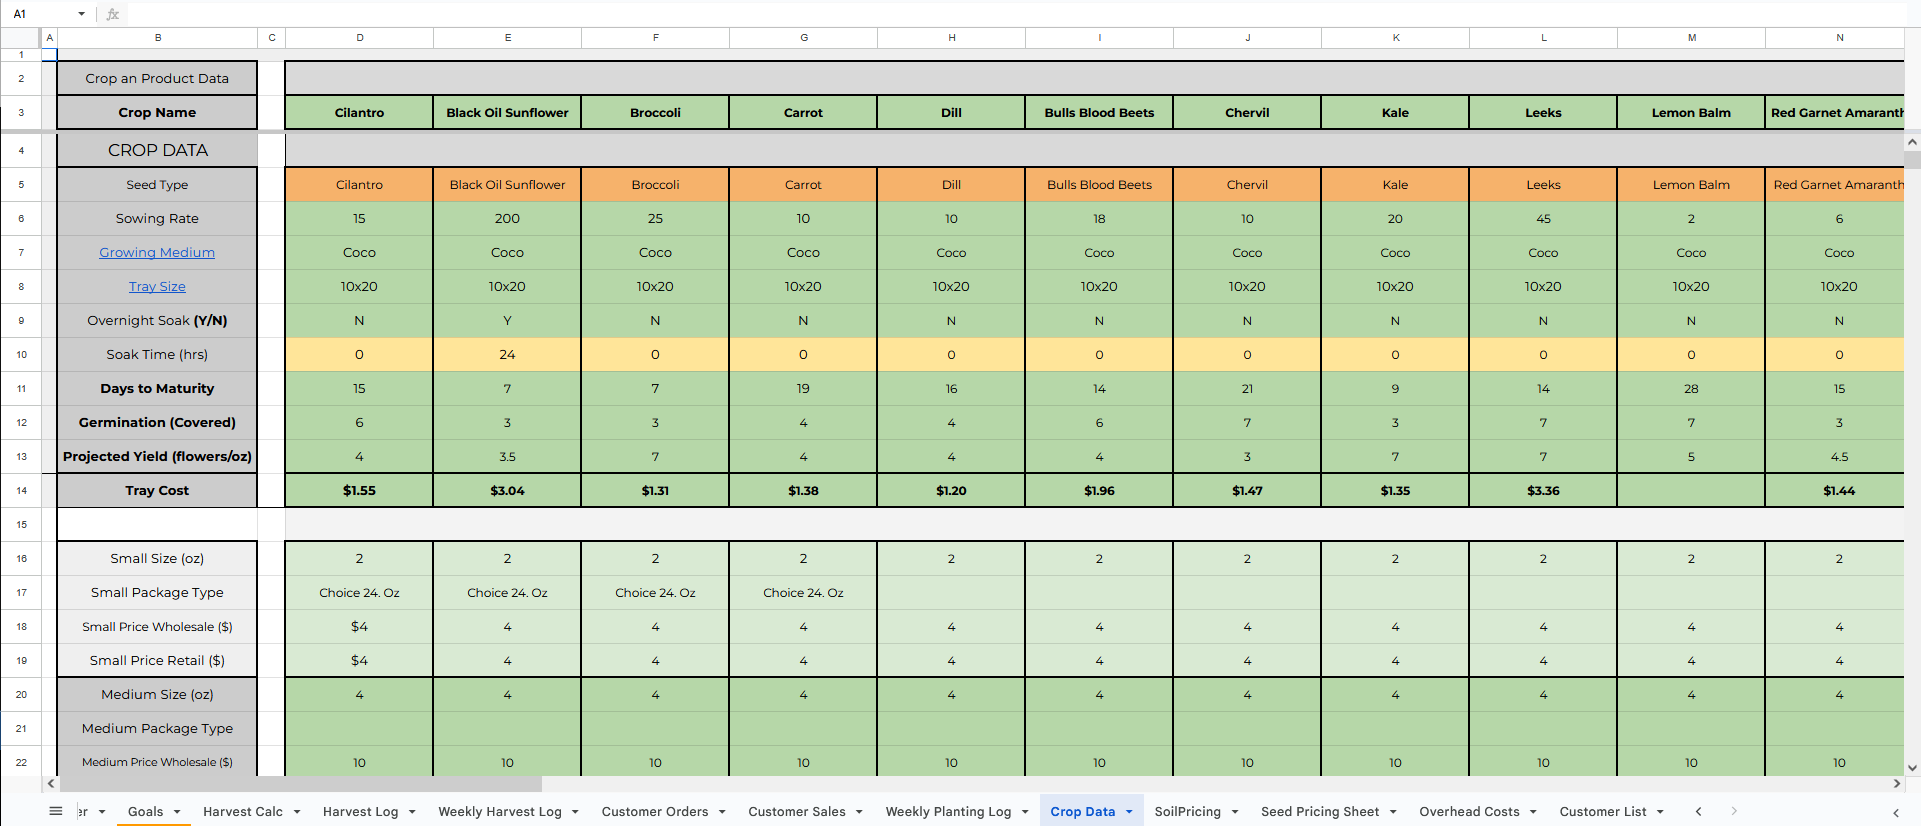 A1 fx
A B C D E F G H I J K L M N
1
2 Crop an Product Data
3 Crop Name Cilantro Black Oil Sunflower Broccoli Carrot Dill Bulls Blood Beets Chervil Kale Leeks Lemon Balm Red Garnet Amaranth
4 CROP DATA
5 Seed Type Cilantro Black Oil Sunflower Broccoli Carrot Dill Bulls Blood Beets Chervil Kale Leeks Lemon Balm Red Garnet Amaranth
6 Sowing Rate 15 200 25 10 10 18 10 20 45 2 6
7 Growing Medium Coco Coco Coco Coco Coco Coco Coco Coco Coco Coco Coco
8 Tray Size 10x20 10x20 10x20 10x20 10x20 10x20 10x20 10x20 10x20 10x20 10x20
9 Overnight Soak (Y/N) N Y N N N N N N N N N
10 Soak Time (hrs) 0 24 0 0 0 0 0 0 0 0 0
11 Days to Maturity 15 7 7 19 16 14 21 9 14 28 15
12 Germination (Covered) 6 3 3 4 4 6 7 3 7 7 3
13 Projected Yield (flowers/oz) 4 3.5 7 4 4 4 3 7 7 5 4.5
14 Tray Cost $1.55 $3.04 $1.31 $1.38 $1.20 $1.96 $1.47 $1.35 $3.36 $1.44
15
16 Small Size (oz) 2 2 2 2 2 2 2 2 2 2 2
17 Small Package Type Choice 24. Oz Choice 24. Oz Choice 24. Oz Choice 24. Oz
18 Small Price Wholesale ($) $4 4 4 4 4 4 4 4 4 4 4
19 Small Price Retail ($) $4 4 4 4 4 4 4 4 4 4 4
20 Medium Size (oz) 4 4 4 4 4 4 4 4 4 4 4
21 Medium Package Type
22 Medium Price Wholesale ($) 10 10 10 10 10 10 10 10 10 10 10
er Goals Harvest Calc Harvest Log Weekly Harvest Log Customer Orders Customer Sales Weekly Planting Log Crop Data SoilPricing Seed Pricing Sheet Overhead Costs Customer List